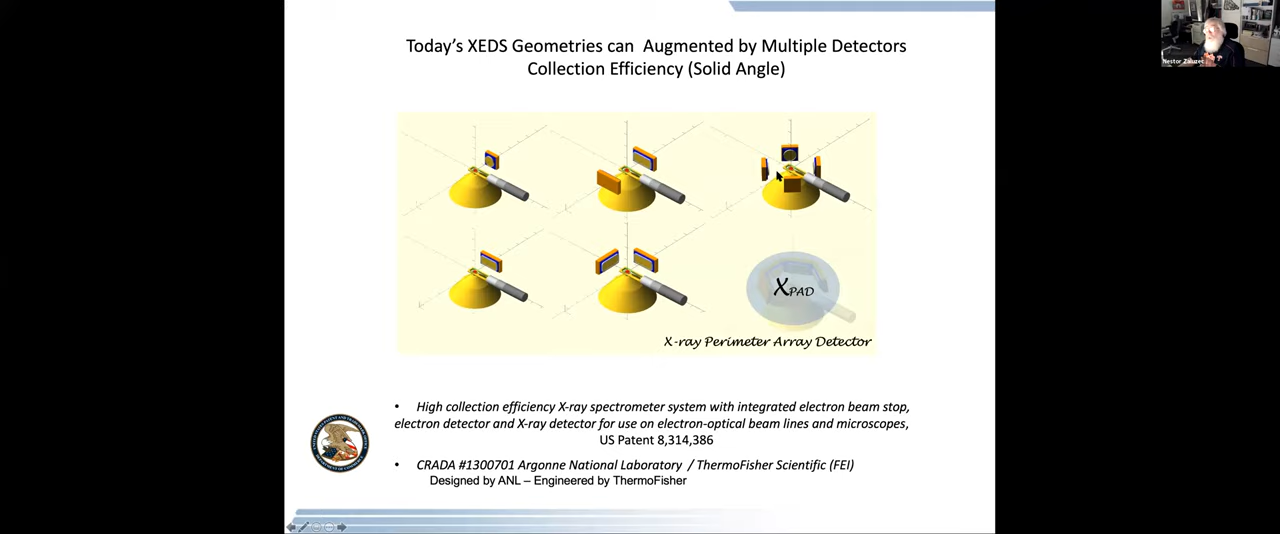 Today's XEDS Geometries can Augmented by Multiple Detectors
Collection Efficiency (Solid Angle)
Nestor Zaluzec
XPAD
X-ray Perimeter Array Detector
• High collection efficiency X-ray spectrometer system with integrated electron beam stop,
electron detector and X-ray detector for use on electron-optical beam lines and microscopes,
US Patent 8,314,386
• CRADA #1300701 Argonne National Laboratory / ThermoFisher Scientific (FEI)
Designed by ANL – Engineered by ThermoFisher